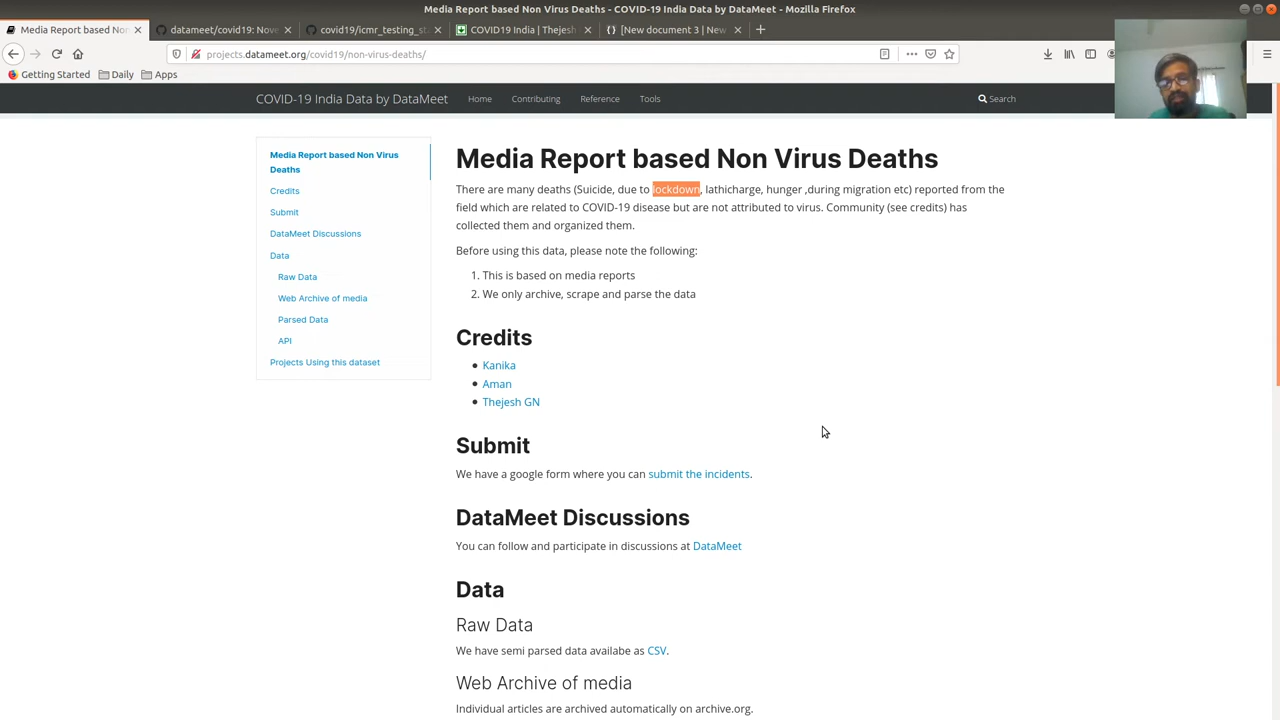 Media Report based Non Virus Deaths - COVID-19 India Data by DataMeet - Mozilla Firefox
Media Report based Non
datameet/covid19: Nove
covid19/icmr_testing_sta
COVID19 India | Thejesh
[New document 3 | New
projects.datameet.org/covid19/non-virus-deaths/
Getting Started Daily Apps
COVID-19 India Data by DataMeet Home Contributing Reference Tools Search
Media Report based Non Virus
Deaths
Credits
Submit
DataMeet Discussions
Data
Raw Data
Web Archive of media
Parsed Data
API
Projects Using this dataset
Media Report based Non Virus Deaths
There are many deaths (Suicide, due to lockdown, lathicharge, hunger ,during migration etc) reported from the
field which are related to COVID-19 disease but are not attributed to virus. Community (see credits) has
collected them and organized them.
Before using this data, please note the following:
1. This is based on media reports
2. We only archive, scrape and parse the data
Credits
Kanika
Aman
Thejesh GN
Submit
We have a google form where you can submit the incidents.
DataMeet Discussions
You can follow and participate in discussions at DataMeet
Data
Raw Data
We have semi parsed data availabe as CSV.
Web Archive of media
Individual articles are archived automatically on archive.org.